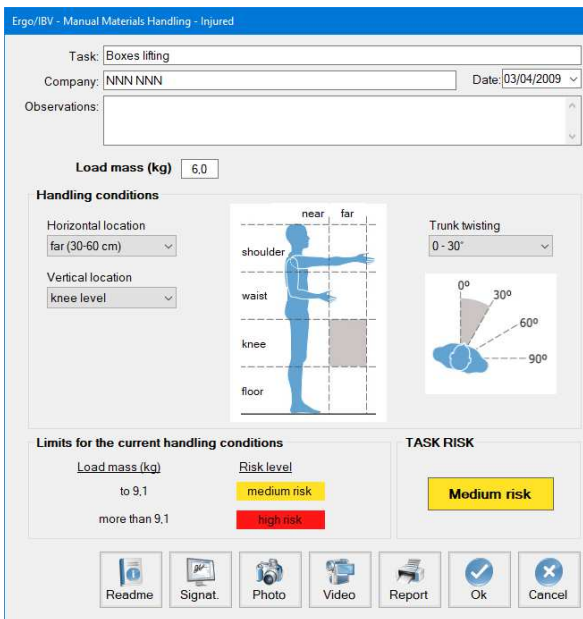 Ergo/IBV - Manual Materials Handling - Injured
Task: Boxes lifting
Company: NNN NNN Date: 03/04/2009
Observations:
Load mass (kg) 6,0
Handling conditions
Horizontal location
far (30-60 cm)
Vertical location
knee level
near far
shoulder
waist
knee
floor
Trunk twisting
0 - 30°
0º
30º
60º
90º
Limits for the current handling conditions
Load mass (kg) Risk level
to 9,1 medium risk
more than 9,1 high risk
TASK RISK
Medium risk
Readme Signat. Photo Video Report Ok Cancel